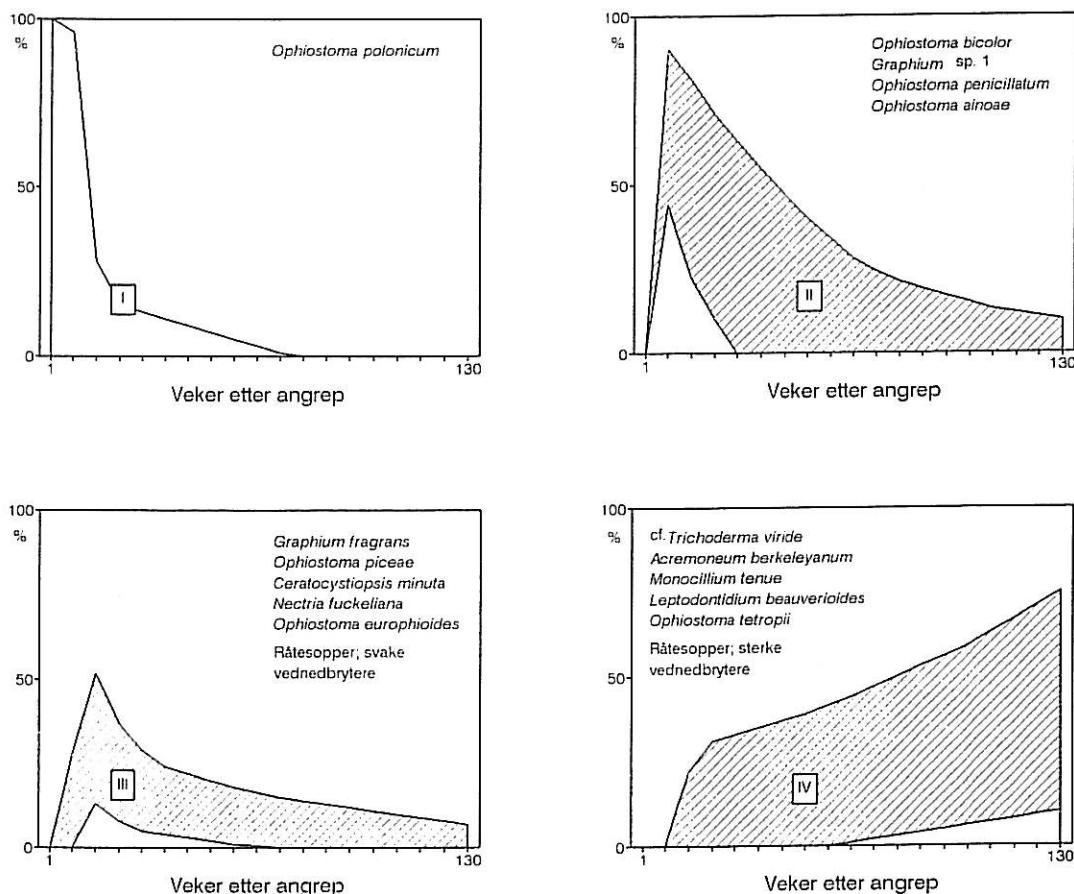 100
%
50
0
Ophiostoma polonicum
I
1
130
Veker etter angrep
100
%
50
0
Ophiostoma bicolor
Graphium sp. 1
Ophiostoma penicillatum
Ophiostoma ainoae
II
1
130
Veker etter angrep
100
%
50
0
Graphium fragrans
Ophiostoma piceae
Ceratocystiopsis minuta
Nectria fuckeliana
Ophiostoma europhioides
Råtesopper; svake
vednedbrytere
III
1
130
Veker etter angrep
100
%
50
0
cf. Trichoderma viride
Acremoneum berkeleyanum
Monocillium tenue
Leptodontidium beauverioides
Ophiostoma tetropii
Råtesopper; sterke
vednedbrytere
IV
1
130
Veker etter angrep